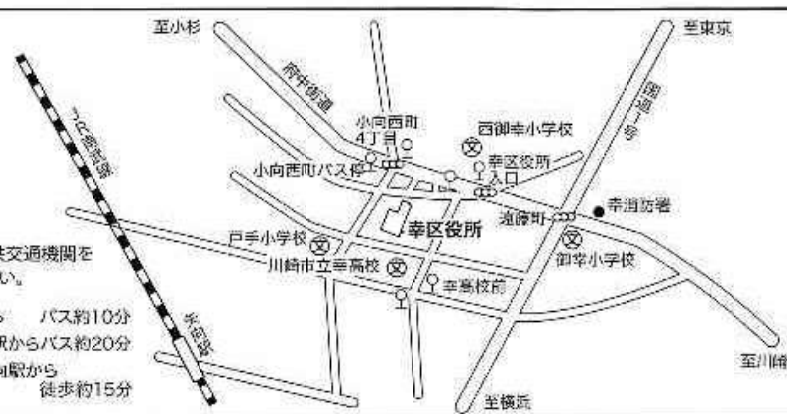 至小杉
至東京
府中街道
国道1号
小向西町
4丁目
西御幸小学校
小向西町バス停
幸区役所
入口
幸消防署
遠藤町
幸区役所
戸手小学校
御幸小学校
川崎市立幸高校
幸高校前
共交通機関を
い。
バス約10分
駅からバス約20分
向駅から
徒歩約15分
至川崎
至横浜